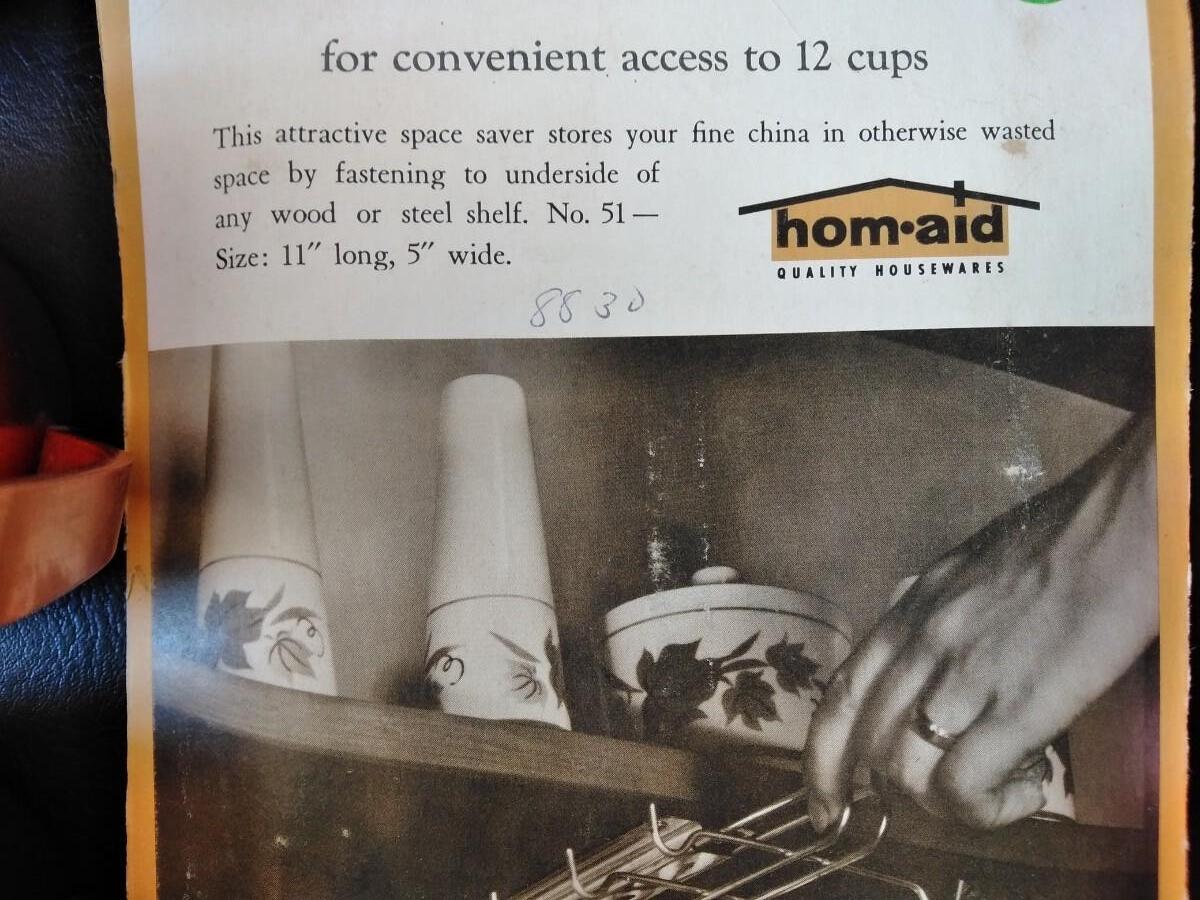 for convenient access to 12 cups
This attractive space saver stores your fine china in otherwise wasted
space by fastening to underside of
any wood or steel shelf. No. 51 —
Size: 11″ long, 5″ wide.
hom•aid
QUALITY HOUSEWARES
8830